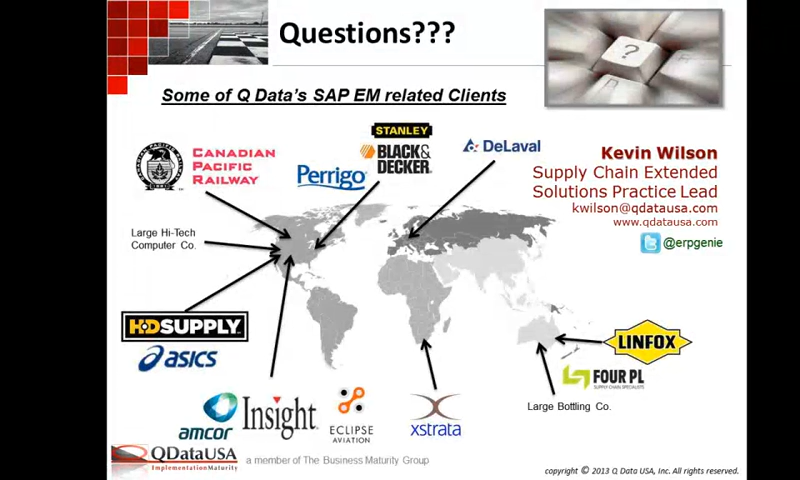 Questions???
?
Some of Q Data's SAP EM related Clients
CANADIAN
PACIFIC
RAILWAY
Perrigo
STANLEY
BLACK&
DECKER
DeLaval
Kevin Wilson
Supply Chain Extended
Solutions Practice Lead
kwilson@qdatausa.com
www.qdatausa.com
@erpgenie
Large Hi-Tech
Computer Co.
HD SUPPLY
asics
LINFOX
FOUR PL
SUPPLY CHAIN SPECIALISTS
Large Bottling Co.
amcor
Insight
ECLIPSE
AVIATION
xstrata
QDataUSA
ImplementationMaturity
a member of The Business Maturity Group
copyright © 2013 Q Data USA, Inc. All rights reserved.